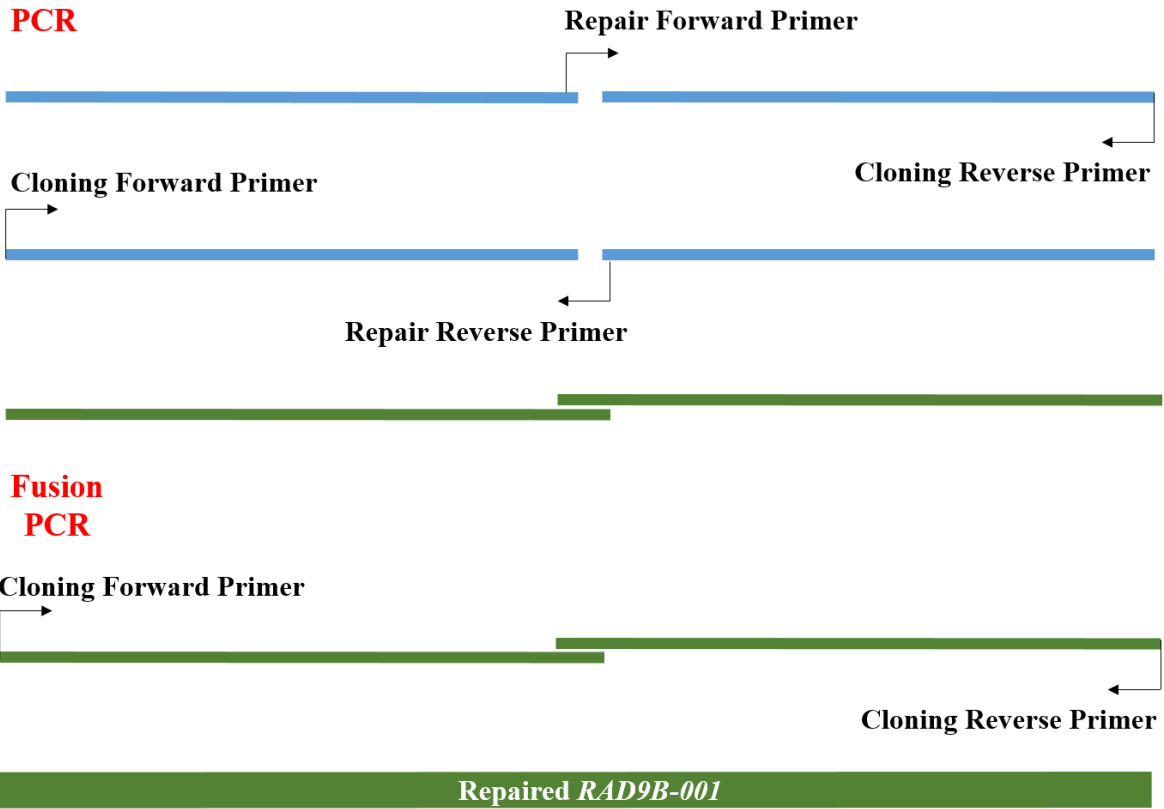 PCR
Repair Forward Primer
Cloning Reverse Primer
Cloning Forward Primer
Repair Reverse Primer
Fusion
PCR
Cloning Forward Primer
Cloning Reverse Primer
Repaired RAD9B-001